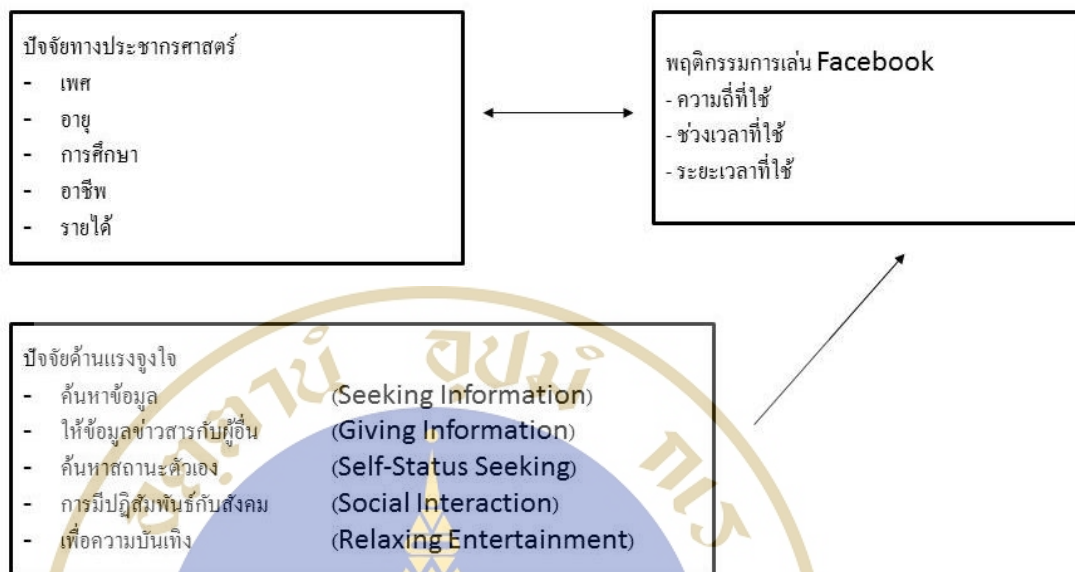 ปัจจัยทางประชากรศาสตร์
- เพศ
- อายุ
- การศึกษา
- อาชีพ
- รายได้
พฤติกรรมการเล่น Facebook
- ความถี่ที่ใช้
- ช่วงเวลาที่ใช้
- ระยะเวลาที่ใช้
ปัจจัยด้านแรงจูงใจ
- ค้นหาข้อมูล (Seeking Information)
- ให้ข้อมูลข่าวสารกับผู้อื่น (Giving Information)
- ค้นหาสถานะตัวเอง (Self-Status Seeking)
- การมีปฏิสัมพันธ์กับสังคม (Social Interaction)
- เพื่อความบันเทิง (Relaxing Entertainment)